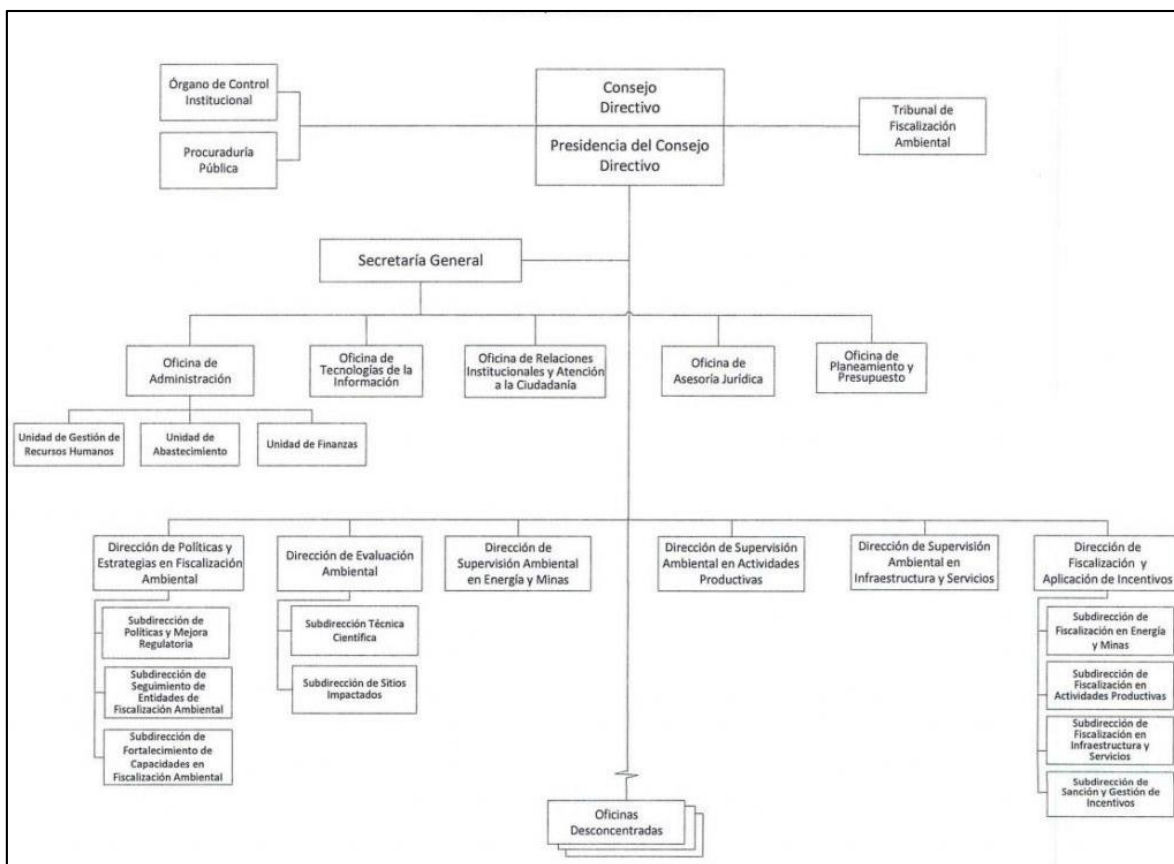 Órgano de Control
Institucional
Procuraduría
Pública
Consejo
Directivo
Presidencia del Consejo
Directivo
Tribunal de
Fiscalización
Ambiental
Secretaría General
Oficina de
Administración
Oficina de
Tecnologías de la
Información
Oficina de Relaciones
Institucionales y Atención
a la Ciudadanía
Oficina de
Asesoría Jurídica
Oficina de
Planeamiento y
Presupuesto
Unidad de Gestión de
Recursos Humanos
Unidad de
Abastecimiento
Unidad de Finanzas
Dirección de Políticas y
Estrategias en Fiscalización
Ambiental
Subdirección de
Políticas y Mejora
Regulatoria
Subdirección de
Seguimiento de
Entidades de
Fiscalización Ambiental
Subdirección de
Fortalecimiento de
Capacidades en
Fiscalización Ambiental
Dirección de Evaluación
Ambiental
Subdirección Técnica
Científica
Subdirección de Sitios
Impactados
Dirección de
Supervisión Ambiental
en Energía y Minas
Dirección de Supervisión
Ambiental en Actividades
Productivas
Dirección de Supervisión
Ambiental en
Infraestructura y Servicios
Dirección de
Fiscalización y
Aplicación de Incentivos
Subdirección de
Fiscalización en Energía
y Minas
Subdirección de
Fiscalización en
Actividades Productivas
Subdirección de
Fiscalización en
Infraestructura y
Servicios
Subdirección de
Sanción y Gestión de
Incentivos
Oficinas
Desconcentradas